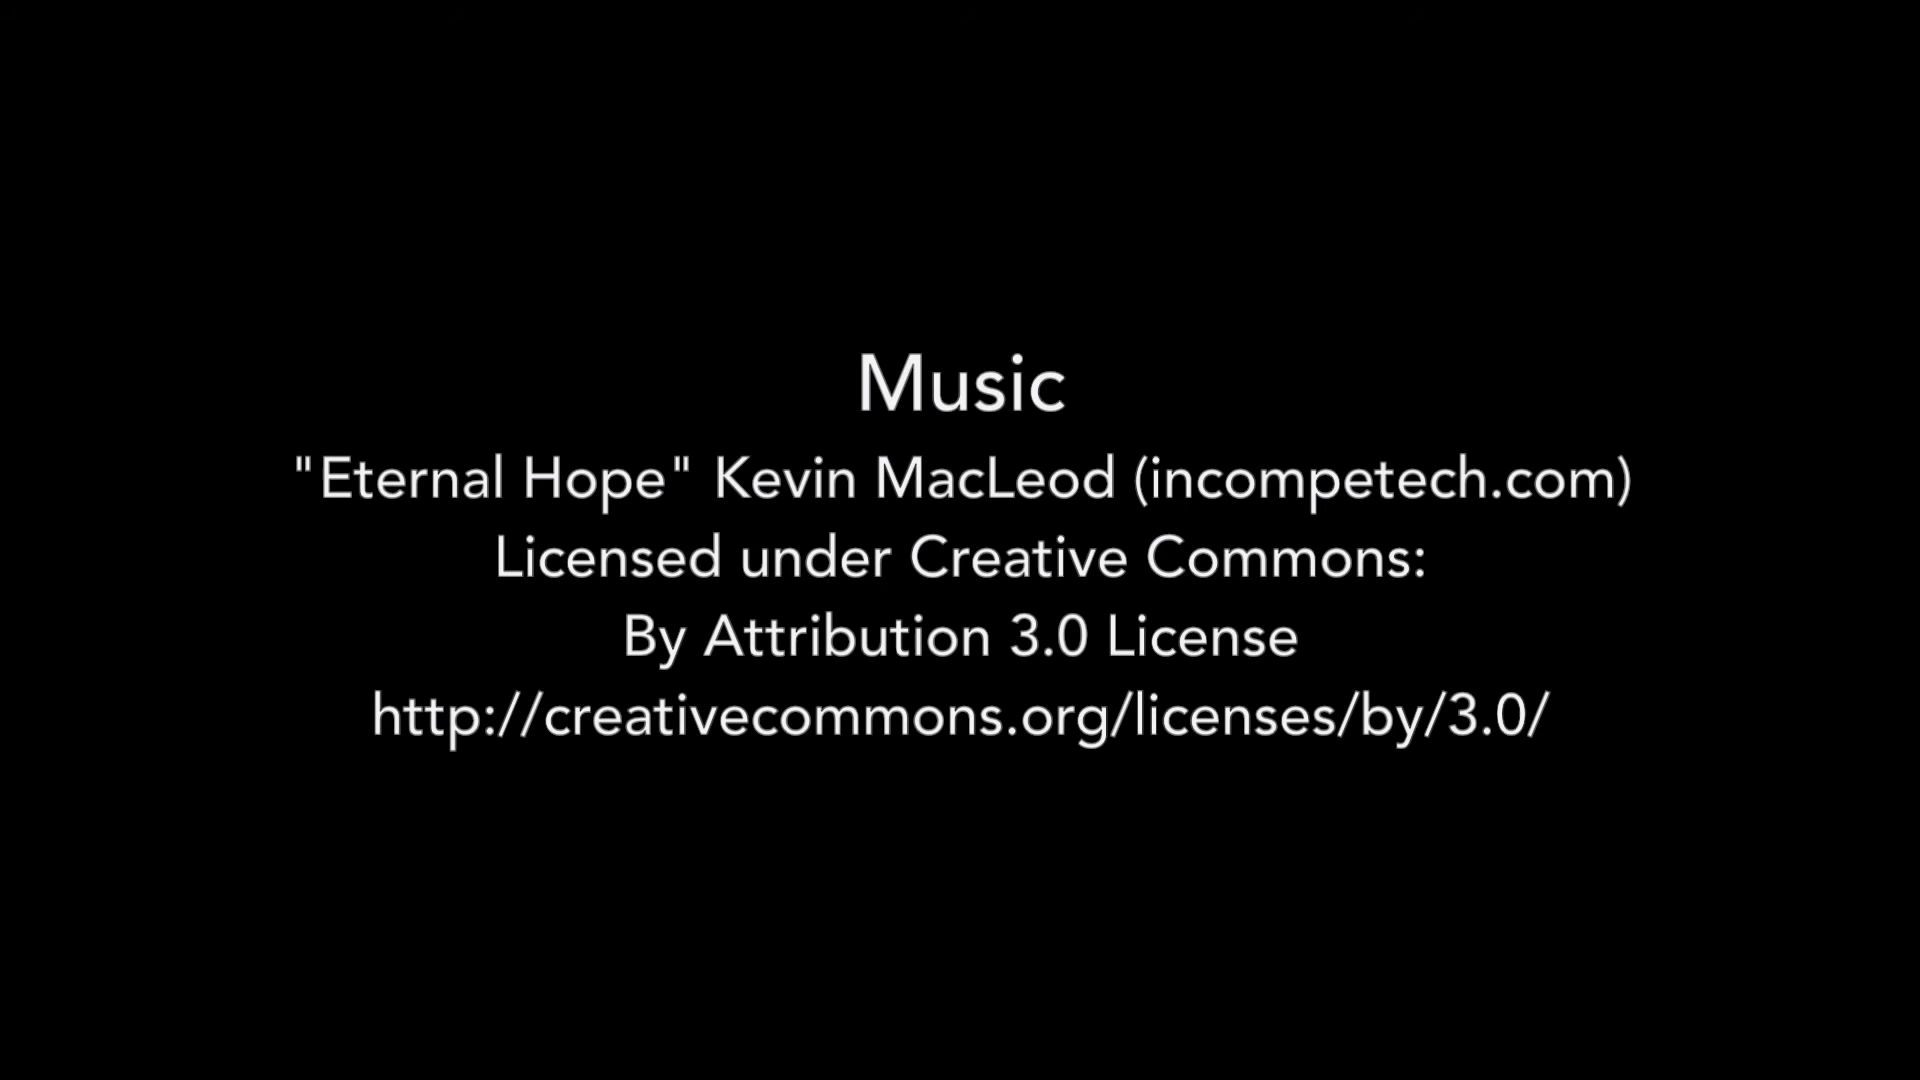 Music
"Eternal Hope" Kevin MacLeod (incompetech.com)
Licensed under Creative Commons:
By Attribution 3.0 License
http://creativecommons.org/licenses/by/3.0/